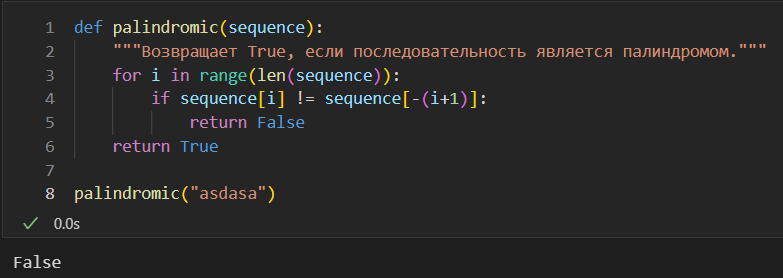 1 def palindromic(sequence):
2     """Возвращает True, если последовательность является палиндромом."""
3     for i in range(len(sequence)):
4         if sequence[i] != sequence[-(i+1)]:
5             return False
6     return True
7
8 palindromic("asdasa")
✓ 0.0s
False